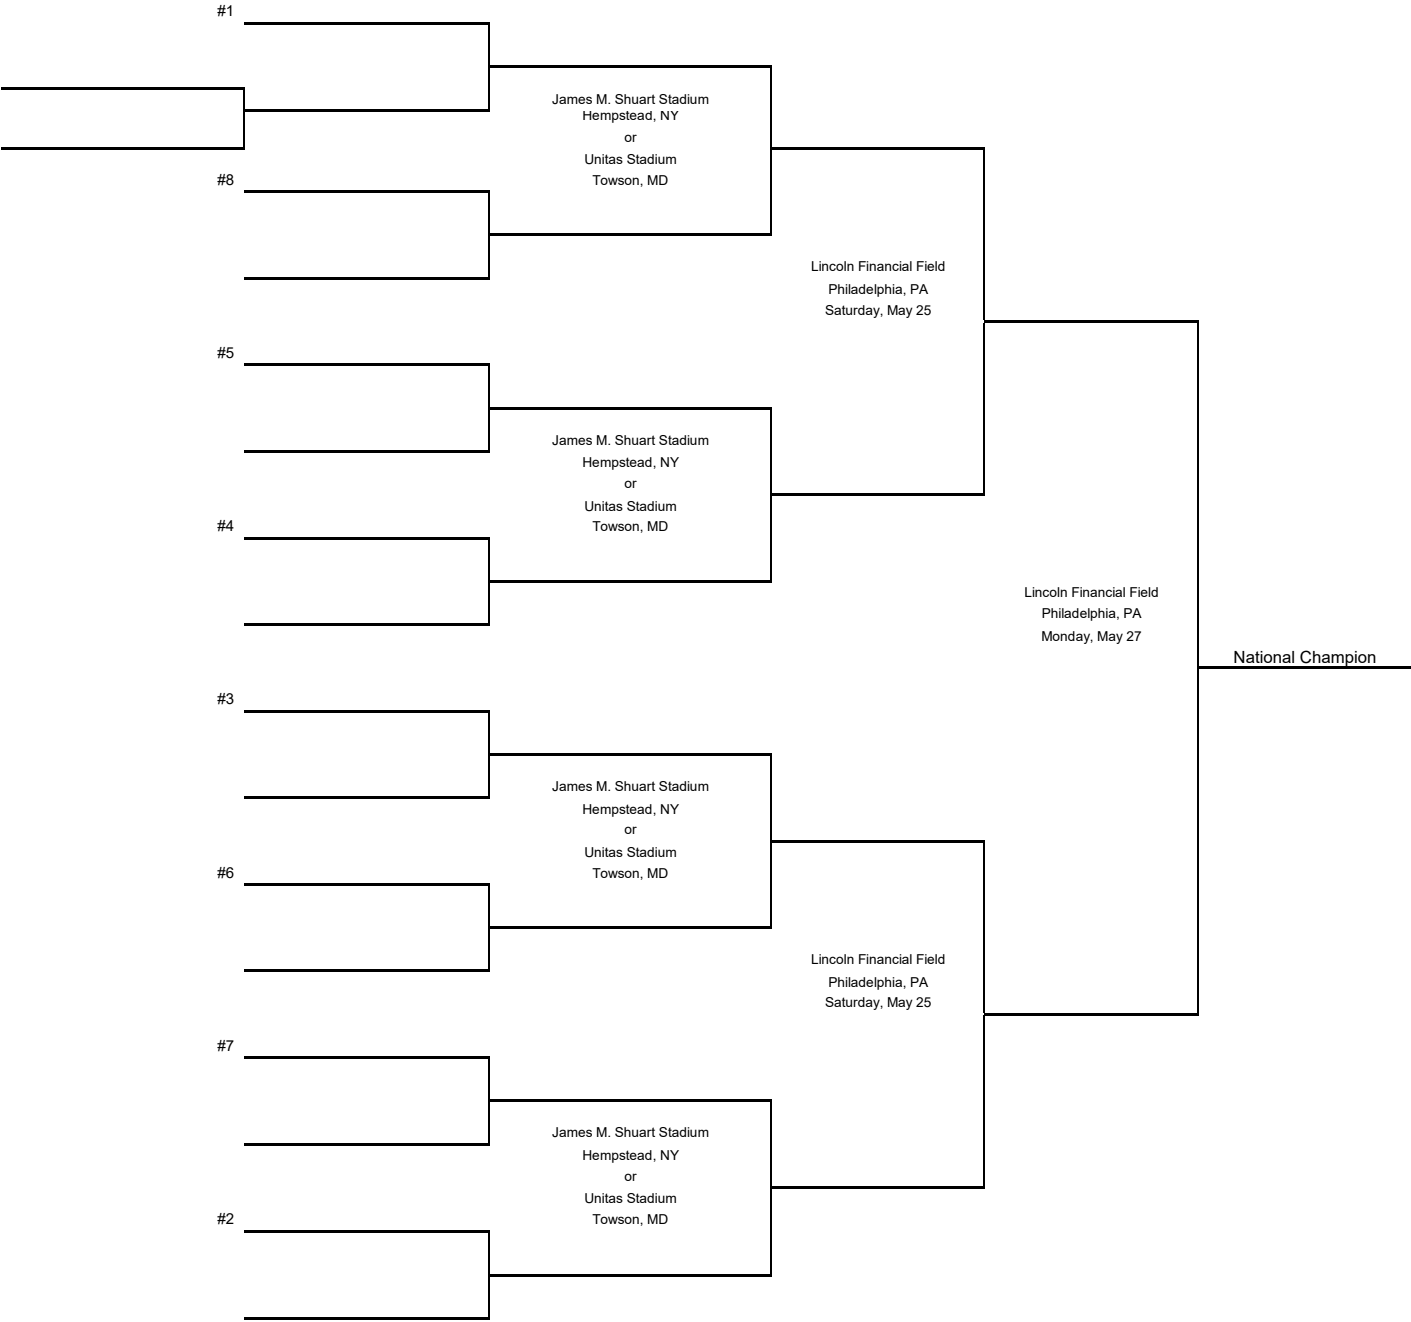 #1
James M. Shuart Stadium
Hempstead, NY
or
Unitas Stadium
Towson, MD
#8
Lincoln Financial Field
Philadelphia, PA
Saturday, May 25
#5
James M. Shuart Stadium
Hempstead, NY
or
Unitas Stadium
Towson, MD
#4
Lincoln Financial Field
Philadelphia, PA
Monday, May 27
National Champion
#3
James M. Shuart Stadium
Hempstead, NY
or
Unitas Stadium
Towson, MD
#6
Lincoln Financial Field
Philadelphia, PA
Saturday, May 25
#7
James M. Shuart Stadium
Hempstead, NY
or
Unitas Stadium
Towson, MD
#2